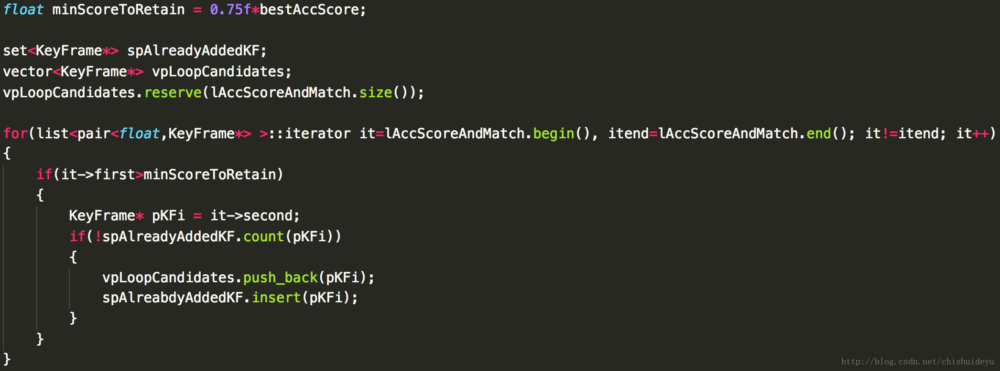 float minScoreToRetain = 0.75f*bestAccScore;
set<KeyFrame*> spAlreadyAddedKF;
vector<KeyFrame*> vpLoopCandidates;
vpLoopCandidates.reserve(lAccScoreAndMatch.size());
for(list<pair<float,KeyFrame*> >::iterator it=lAccScoreAndMatch.begin(), itend=lAccScoreAndMatch.end(); it!=itend; it++)
{
if(it->first>minScoreToRetain)
{
KeyFrame* pKFi = it->second;
if(!spAlreadyAddedKF.count(pKFi))
{
vpLoopCandidates.push_back(pKFi);
spAlreabdyAddedKF.insert(pKFi);
}
}
}
http://blog.csdn.net/chishuideyu